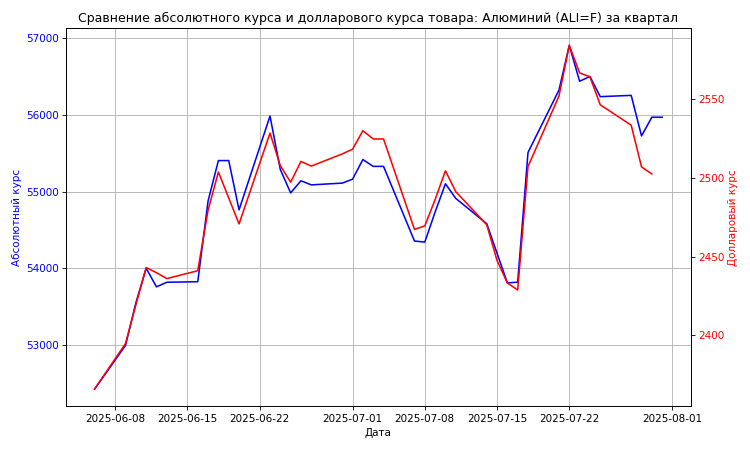 Сравнение абсолютного курса и долларового курса товара: Алюминий (ALI=F) за квартал
57000
56000
55000
54000
53000
Абсолютный курс
2550
2500
2450
2400
Долларовый курс
2025-06-08 2025-06-15 2025-06-22 2025-07-01 2025-07-08 2025-07-15 2025-07-22 2025-08-01
Дата